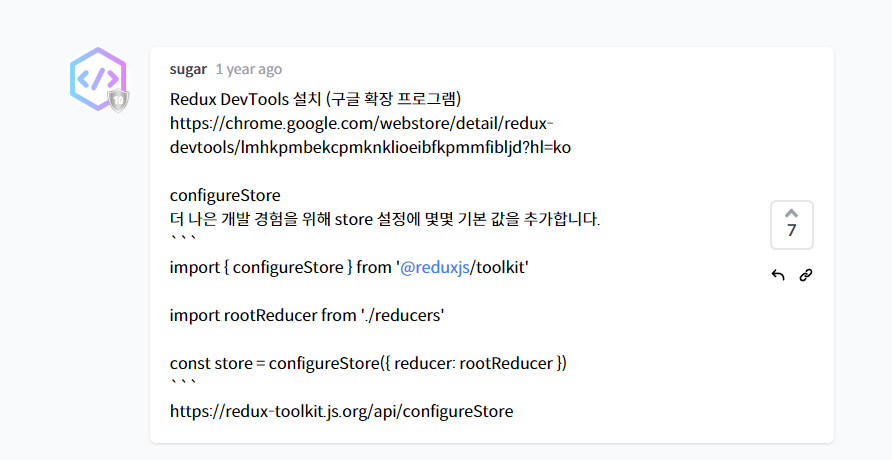 sugar 1 year ago
Redux DevTools 설치 (구글 확장 프로그램)
https://chrome.google.com/webstore/detail/redux-
devtools/lmhkpmbekcpmknklioeibfkpmmfibljd?hl=ko
configureStore
더 나은 개발 경험을 위해 store 설정에 몇몇 기본 값을 추가합니다.
```
import { configureStore } from '@reduxjs/toolkit'
import rootReducer from './reducers'
const store = configureStore({ reducer: rootReducer })
```
https://redux-toolkit.js.org/api/configureStore
7
</>
10